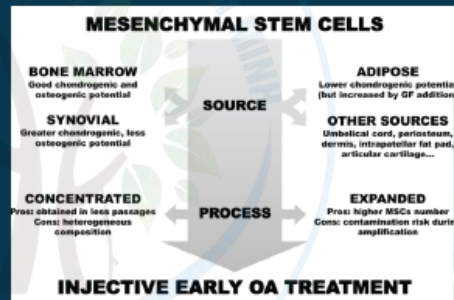 MESENCHYMAL STEM CELLS
BONE MARROW
Good chondrogenic and
osteogenic potential
ADIPOSE
Lower chondrogenic potential
(but increased by GF addition)
SOURCE
SYNOVIAL
Greater chondrogenic, less
osteogenic potential
OTHER SOURCES
Umbelical cord, periosteum,
dermis, intrapatellar fat pad,
articular cartilage...
CONCENTRATED
Pros: obtained in less passages
Cons: heterogeneous
composition
PROCESS
EXPANDED
Pros: higher MSCs number
Cons: contamination risk during
amplification
INJECTIVE EARLY OA TREATMENT